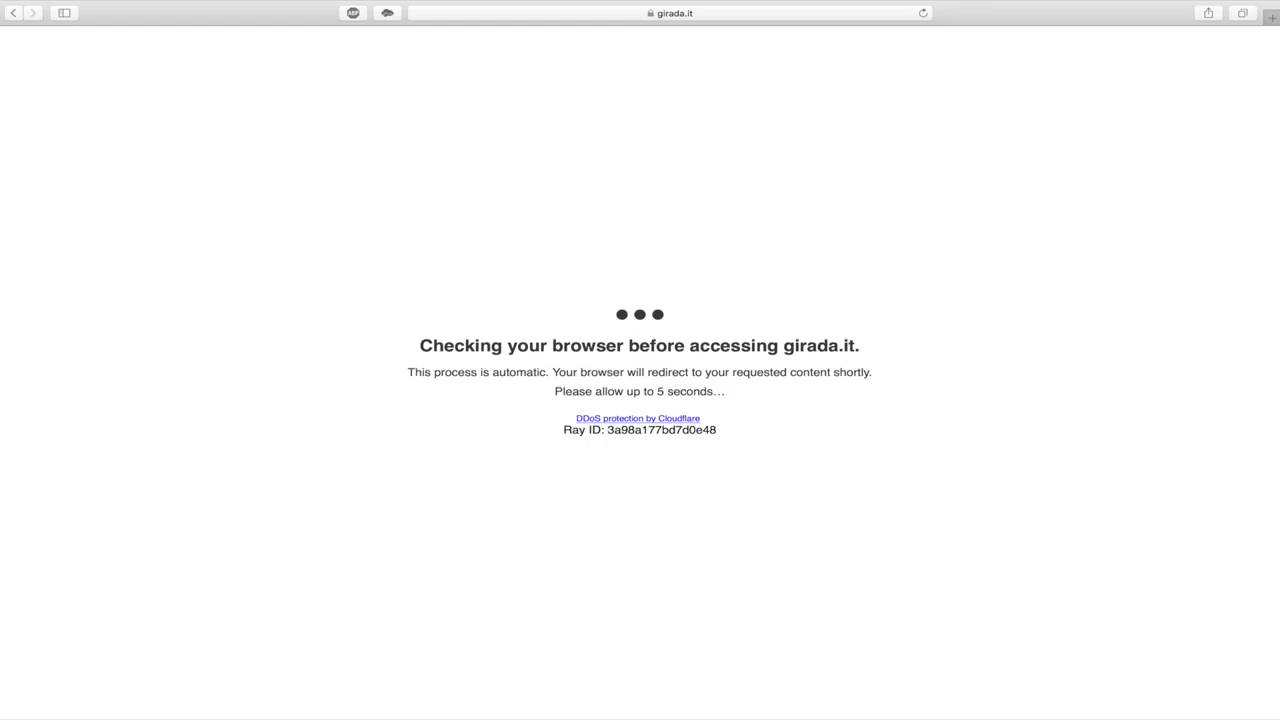 ABP
girada.it
Checking your browser before accessing girada.it.
This process is automatic. Your browser will redirect to your requested content shortly.
Please allow up to 5 seconds…
DDoS protection by Cloudflare
Ray ID: 3a98a177bd7d0e48